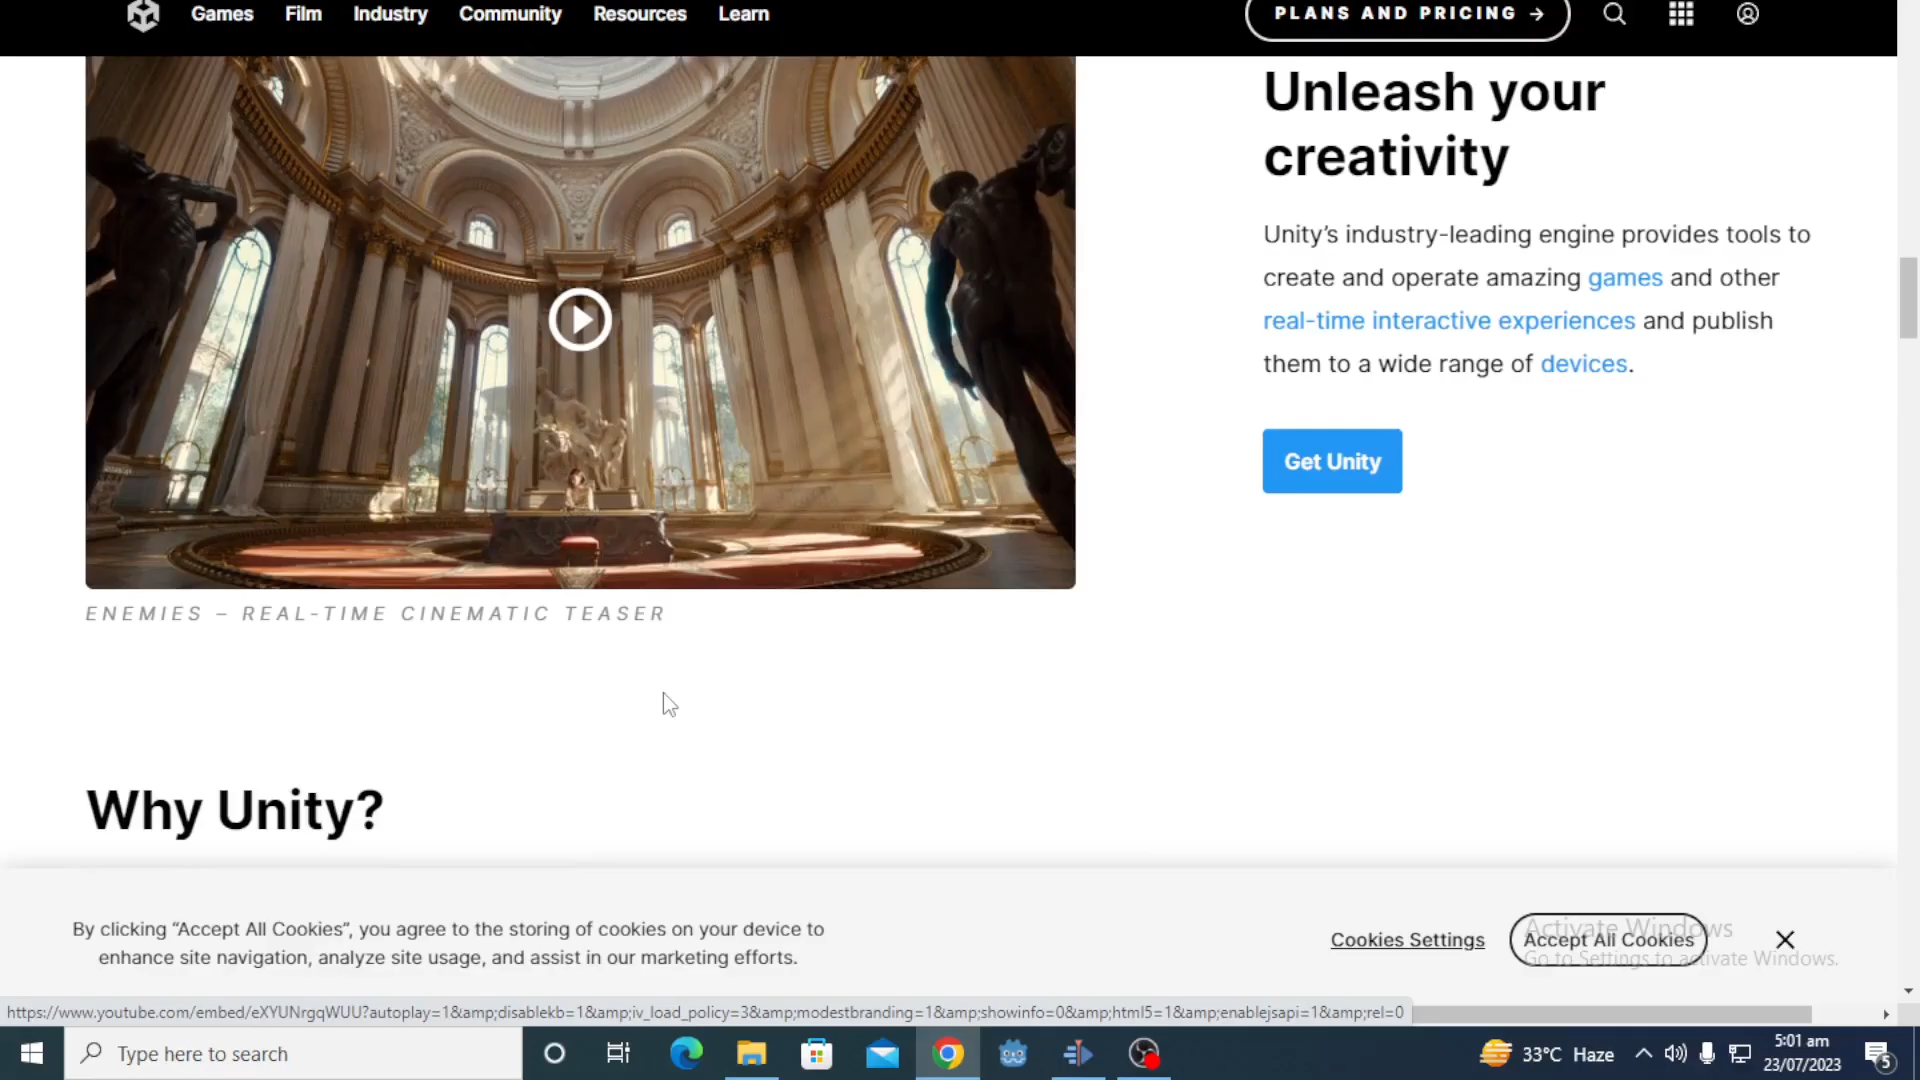 Games Film Industry Community Resources Learn
PLANS AND PRICING →
Unleash your
creativity
Unity's industry-leading engine provides tools to
create and operate amazing games and other
real-time interactive experiences and publish
them to a wide range of devices.
Get Unity
ENEMIES – REAL-TIME CINEMATIC TEASER
Why Unity?
By clicking “Accept All Cookies”, you agree to the storing of cookies on your device to
enhance site navigation, analyze site usage, and assist in our marketing efforts.
Cookies Settings
Accept All Cookies
Activate Windows
Go to Settings to activate Windows.
https://www.youtube.com/embed/eXYUNrgqWUU?autoplay=1&amp;disablekb=1&amp;iv_load_policy=3&amp;modestbranding=1&amp;showinfo=0&amp;html5=1&amp;enablejsapi=1&amp;rel=0
Type here to search
33°C Haze
5:01 am
23/07/2023
5